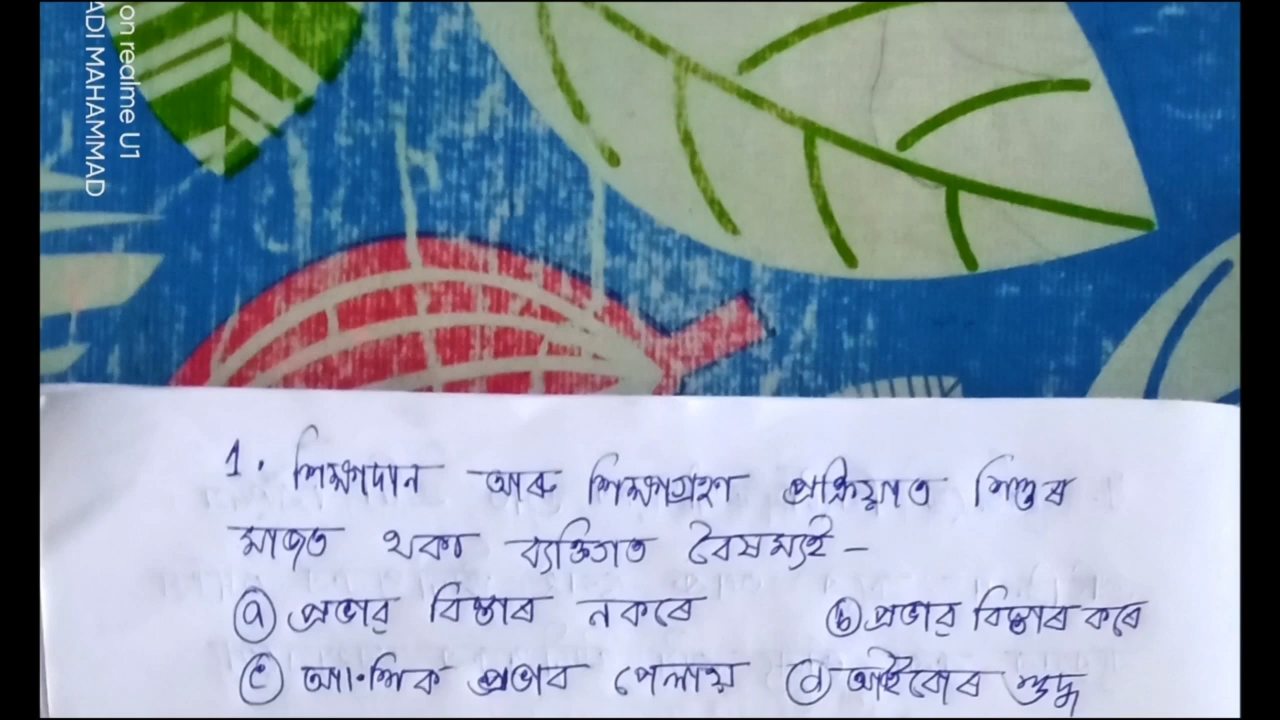 on realme U1
ADI MAHAMMAD
1. শিক্ষাদান আৰু শিক্ষাগ্ৰহণ প্ৰক্ৰিয়াত শিশুৰ
মাজত থকা ব্যক্তিগত বৈষম্যই –
ⓐ প্ৰভাৱ বিস্তাৰ নকৰে ⓑ প্ৰভাৱ বিস্তাৰ কৰে
ⓒ আংশিক প্ৰভাব পেলায় ⓓ আইবোৰ শুদ্ধ